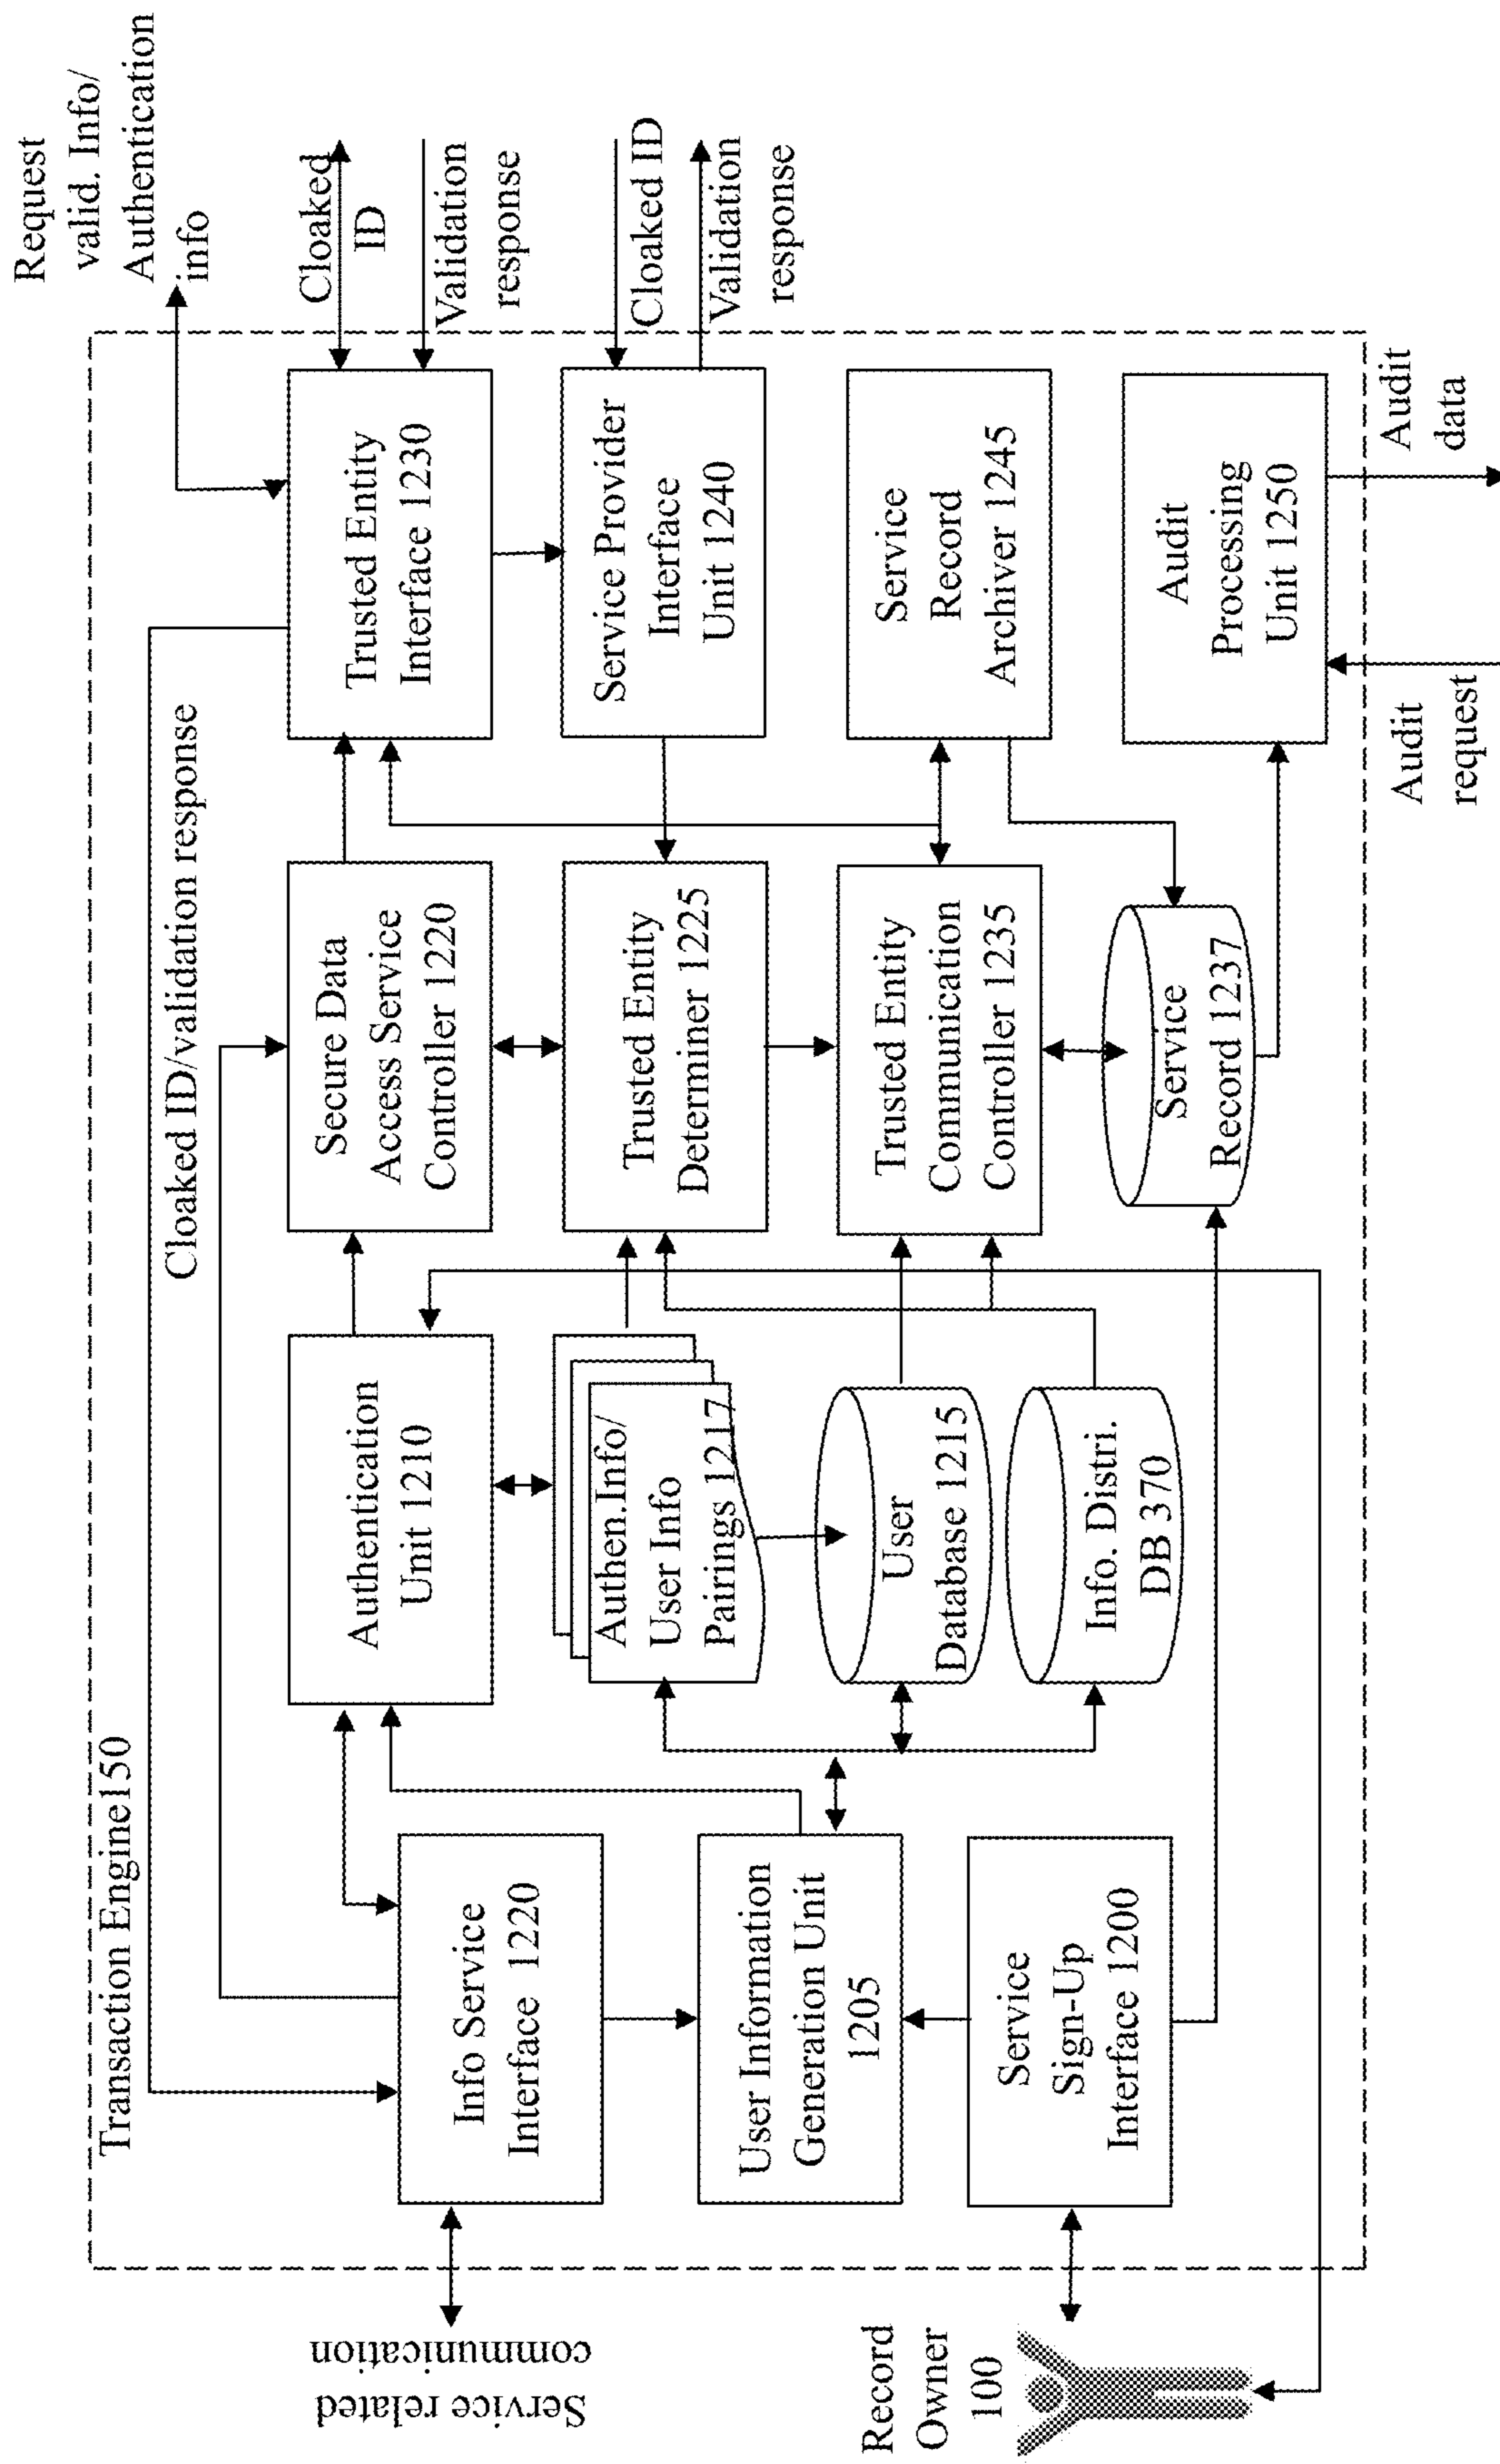 Transaction Engine150
Cloaked ID/validation response
Request
valid. Info/
Authentication
info
Cloaked
ID
Validation
response
Cloaked ID
Validation
response
Service related
communication
Info Service
Interface 1220
Authentication
Unit 1210
Secure Data
Access Service
Controller 1220
Trusted Entity
Interface 1230
User Information
Generation Unit
1205
Authen.Info/
User Info
Pairings 1217
Trusted Entity
Determiner 1225
Service Provider
Interface
Unit 1240
Record
Owner
100
Service
Sign-Up
Interface 1200
User
Database 1215
Info. Distri.
DB 370
Trusted Entity
Communication
Controller 1235
Service
Record
Archiver 1245
Service
Record 1237
Audit
Processing
Unit 1250
Audit
request
Audit
data